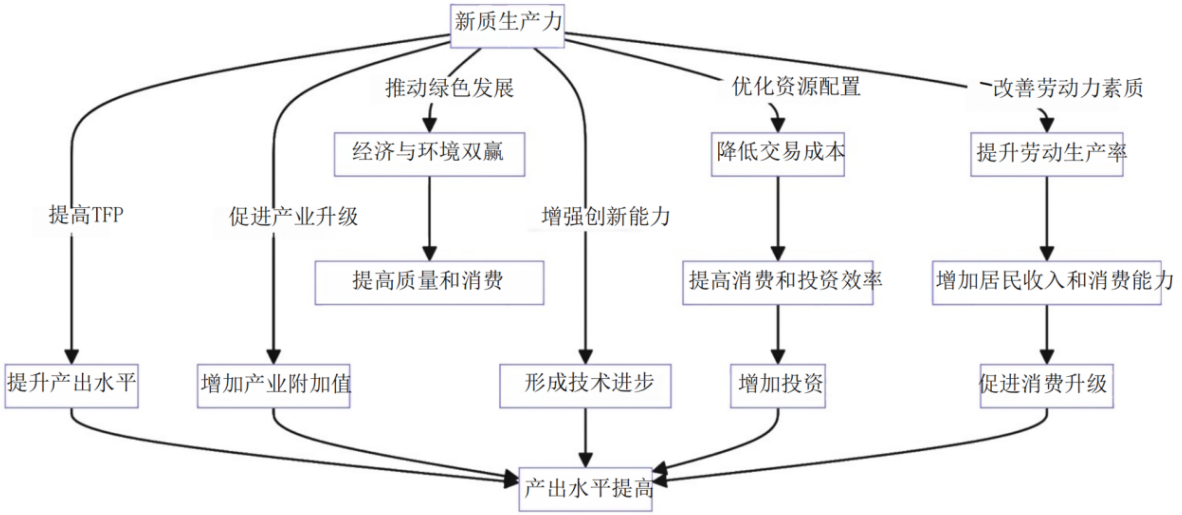 新质生产力
推动绿色发展
优化资源配置
改善劳动力素质
经济与环境双赢
降低交易成本
提升劳动生产率
提高TFP
促进产业升级
增强创新能力
提高质量和消费
提高消费和投资效率
增加居民收入和消费能力
提升产出水平
增加产业附加值
形成技术进步
增加投资
促进消费升级
产出水平提高